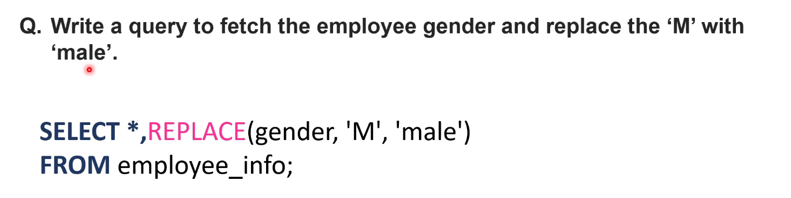 Q. Write a query to fetch the employee gender and replace the ‘M’ with
‘male’.
SELECT *,REPLACE(gender, 'M', 'male')
FROM employee_info;